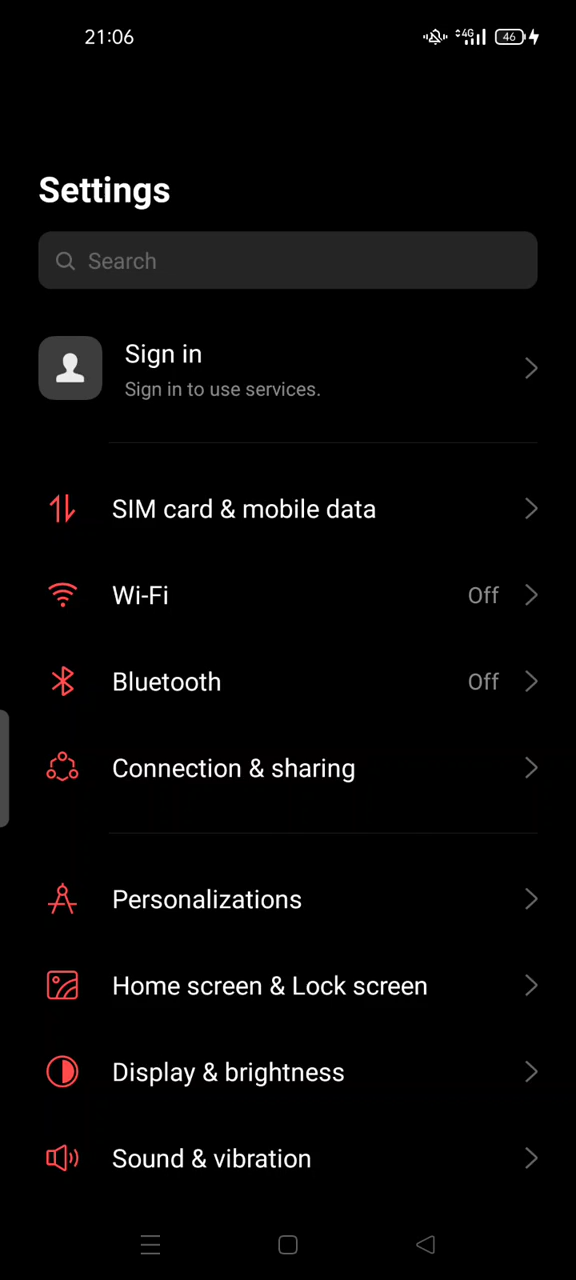 21:06
4G
46
Settings
Search
Sign in
Sign in to use services.
SIM card & mobile data
Wi-Fi Off
Bluetooth Off
Connection & sharing
Personalizations
Home screen & Lock screen
Display & brightness
Sound & vibration